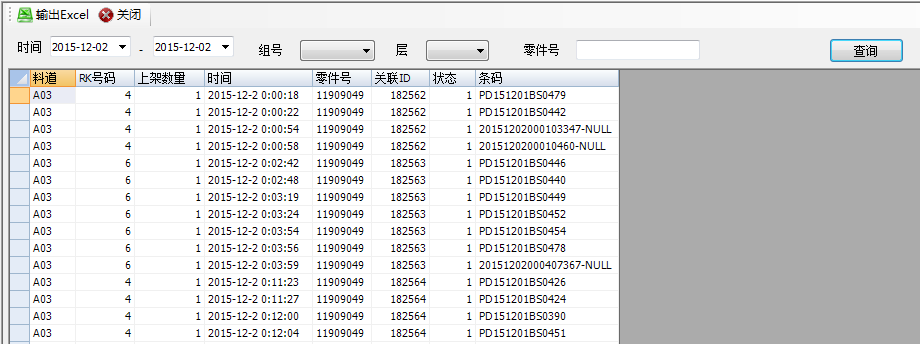 输出Excel 关闭
时间 2015-12-02 - 2015-12-02 组号 层 零件号 查询
料道 RK号码 上架数量 时间 零件号 关联ID 状态 条码
A03 4 1 2015-12-2 0:00:18 11909049 182562 1 PD151201BS0479
A03 4 1 2015-12-2 0:00:22 11909049 182562 1 PD151201BS0442
A03 4 1 2015-12-2 0:00:54 11909049 182562 1 20151202000103347-NULL
A03 4 1 2015-12-2 0:00:58 11909049 182562 1 2015120200010460-NULL
A03 6 1 2015-12-2 0:02:42 11909049 182563 1 PD151201BS0446
A03 6 1 2015-12-2 0:02:48 11909049 182563 1 PD151201BS0440
A03 6 1 2015-12-2 0:03:19 11909049 182563 1 PD151201BS0449
A03 6 1 2015-12-2 0:03:24 11909049 182563 1 PD151201BS0452
A03 6 1 2015-12-2 0:03:54 11909049 182563 1 PD151201BS0454
A03 6 1 2015-12-2 0:03:56 11909049 182563 1 PD151201BS0478
A03 6 1 2015-12-2 0:03:59 11909049 182563 1 20151202000407367-NULL
A03 4 1 2015-12-2 0:11:23 11909049 182564 1 PD151201BS0426
A03 4 1 2015-12-2 0:11:27 11909049 182564 1 PD151201BS0424
A03 4 1 2015-12-2 0:12:00 11909049 182564 1 PD151201BS0390
A03 4 1 2015-12-2 0:12:04 11909049 182564 1 PD151201BS0451